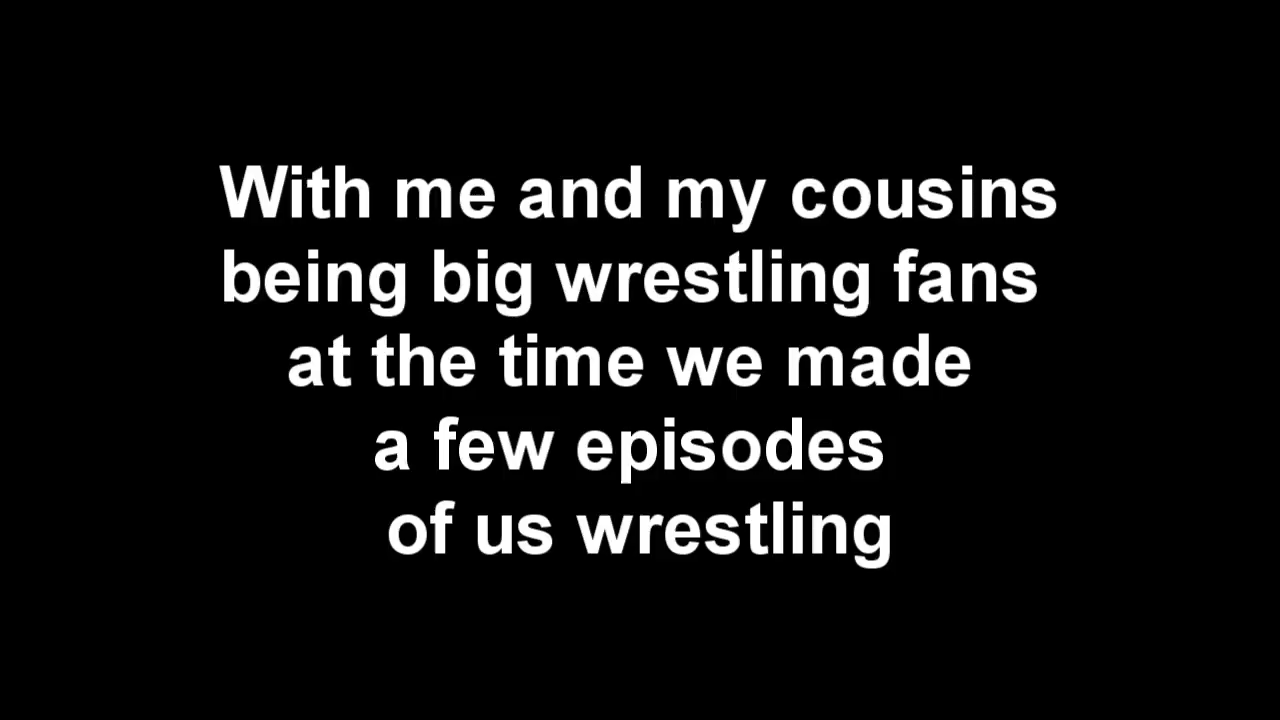 With me and my cousins
being big wrestling fans
at the time we made
a few episodes
of us wrestling